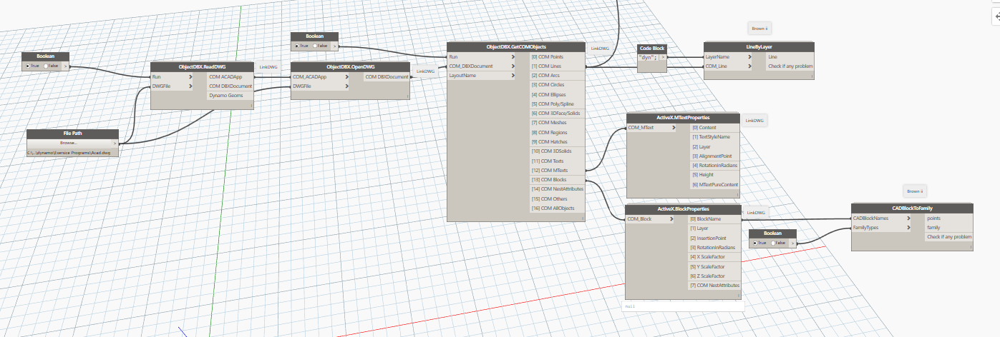 Boolean
True False >
File Path
Browse... >
C:\...\dynamo\Exersice Programs\Acad.dwg
ObjectDBX.ReadDWG
Run > COM ACADApp
DWGFile > COM DBXDocument
Dynamo Geoms
LinkDWG
Boolean
True False >
ObjectDBX.OpenDWG
COM_ACADApp > COM DBXDocument
DWGFile >
LinkDWG
ObjectDBX.GetCOMObjects
Run > [0] COM Points
COM_DBXDocument > [1] COM Lines
LayoutName > [2] COM Arcs
[3] COM Circles
[4] COM Ellipses
[5] COM Poly/Spline
[6] COM 3DFace/Solids
[7] COM Meshes
[8] COM Regions
[9] COM Hatches
[10] COM 3DSolids
[11] COM Texts
[12] COM MTexts
[13] COM Blocks
[14] COM NestAttributes
[15] COM Others
[16] COM AllObjects
LinkDWG
Code Block
"dyn"; >
Brown ii
LineByLayer
LayerName > Line
COM_Line > Check if any problem
ActiveX.MTextProperties
COM_MText > [0] Content
[1] TextStyleName
[2] Layer
[3] AlignmentPoint
[4] RotationInRadians
[5] Height
[6] MTextPureContent
LinkDWG
ActiveX.BlockProperties
COM_Block > [0] BlockName
[1] Layer
[2] InsertionPoint
[3] RotationInRadians
[4] X ScaleFactor
[5] Y ScaleFactor
[6] Z ScaleFactor
[7] COM NestAttributes
null
LinkDWG
Boolean
True False >
Brown ii
CADBlockToFamily
CADBlockNames > points
FamilyTypes > family
Check if any problem